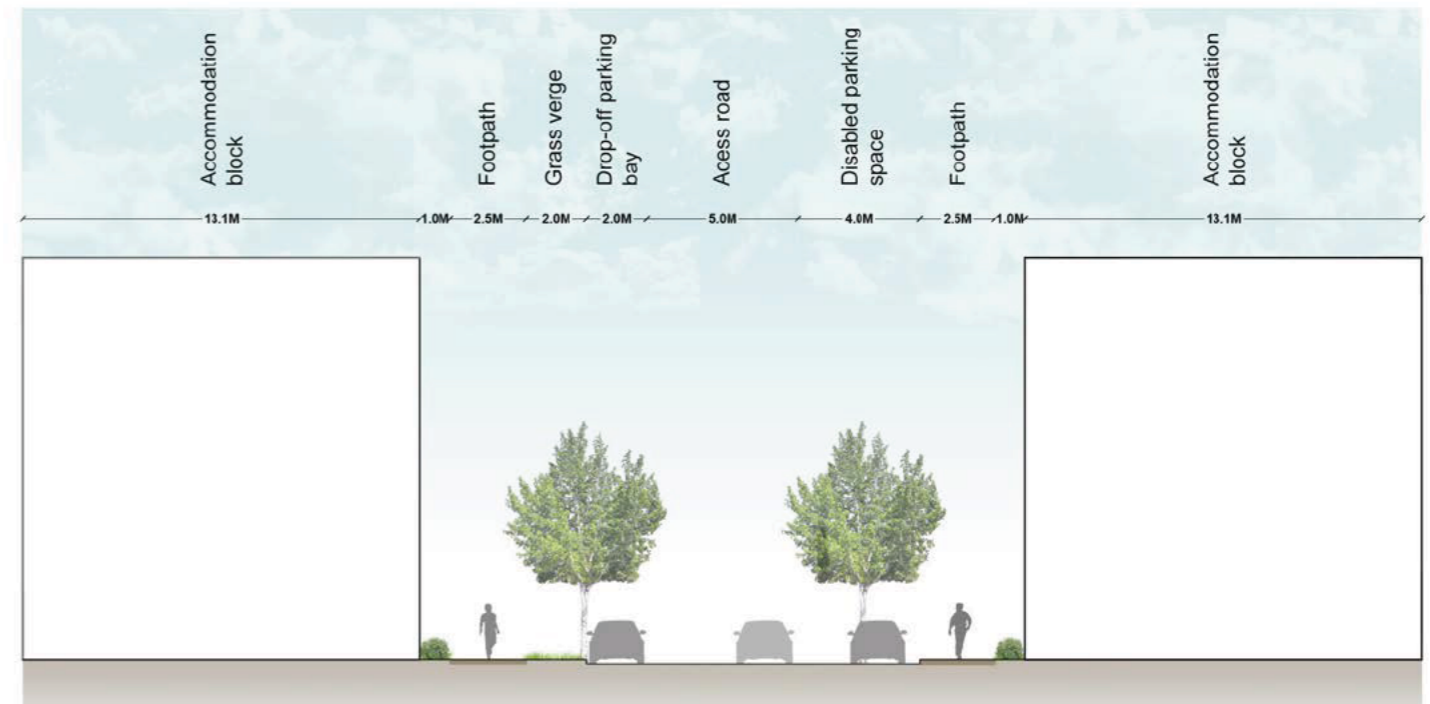 Accommodation
block
Footpath
Grass verge
Drop-off parking
bay
Acess road
Disabled parking
space
Footpath
Accommodation
block
13.1M
1.0M
2.5M
2.0M
2.0M
5.0M
4.0M
2.5M
1.0M
13.1M